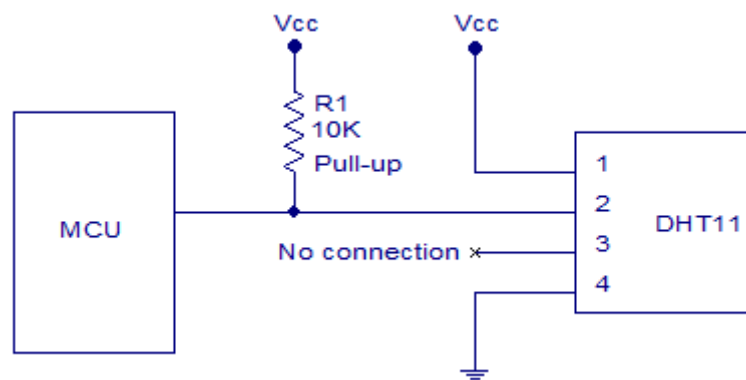 Vcc
Vcc
R1
10K
Pull-up
MCU
No connection
1
2
3
4
DHT11